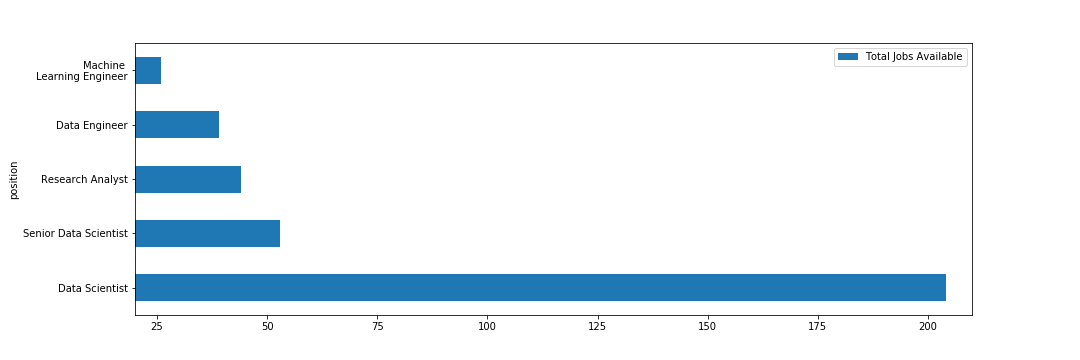 Total Jobs Available
Machine
Learning Engineer
Data Engineer
Research Analyst
Senior Data Scientist
Data Scientist
position
25 50 75 100 125 150 175 200